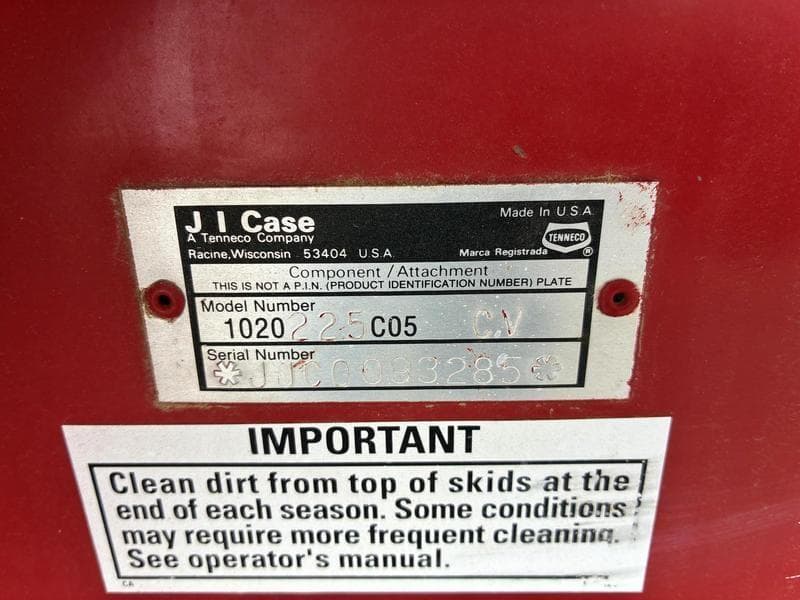 J I Case
A Tenneco Company
Racine, Wisconsin 53404 U.S.A.
Made In U S A
TENNECO
Marca Registrada ®
Component / Attachment
THIS IS NOT A P.I.N. (PRODUCT IDENTIFICATION NUMBER) PLATE
Model Number
1020 225 C05 C.V
Serial Number
IMPORTANT
Clean dirt from top of skids at the
end of each season. Some conditions
may require more frequent cleaning.
See operator's manual.
CA